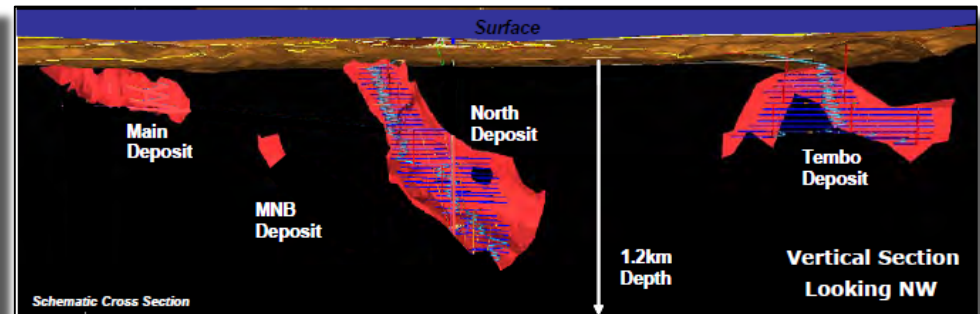 Surface
Main
Deposit
MNB
Deposit
North
Deposit
Tembo
Deposit
1.2km
Depth
Vertical Section
Looking NW
Schematic Cross Section